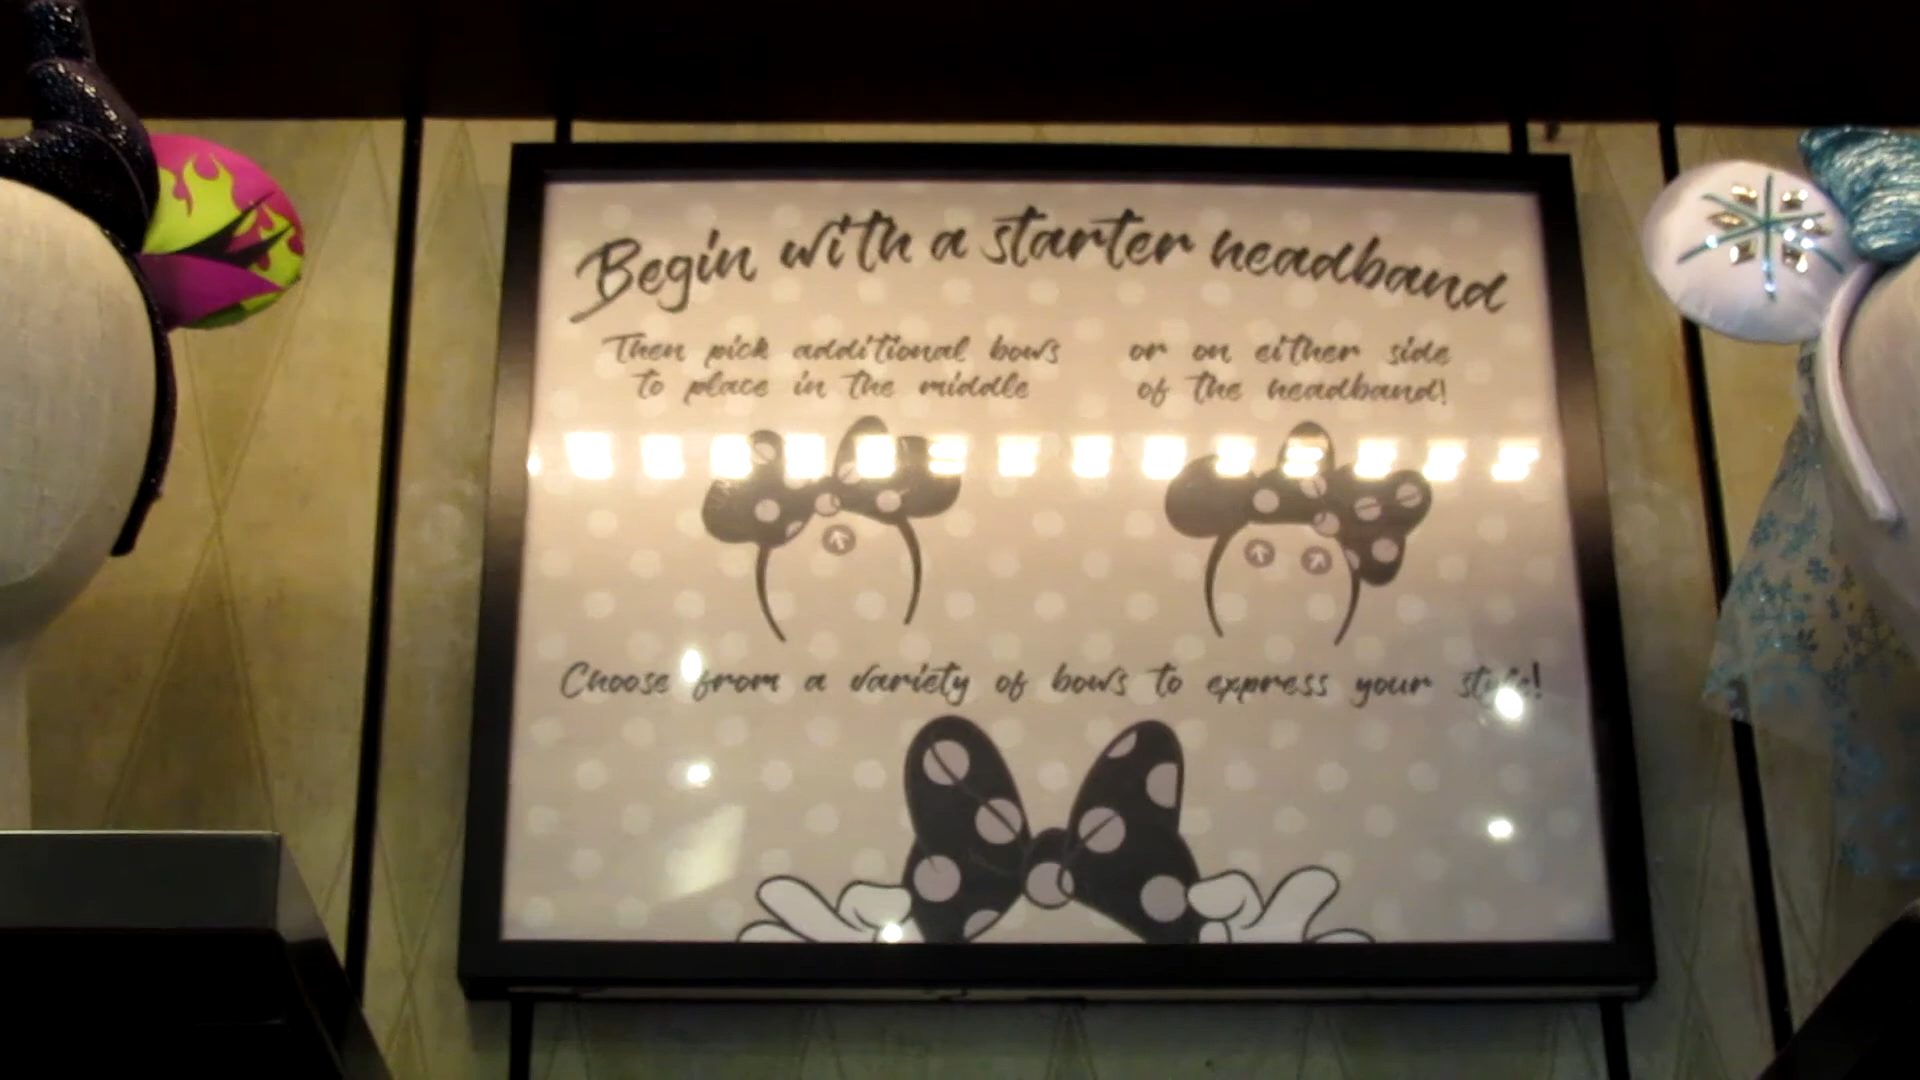 Begin with a starter headband
Then pick additional bows
to place in the middle
or on either side
of the headband!
Choose from a variety of bows to express your style!